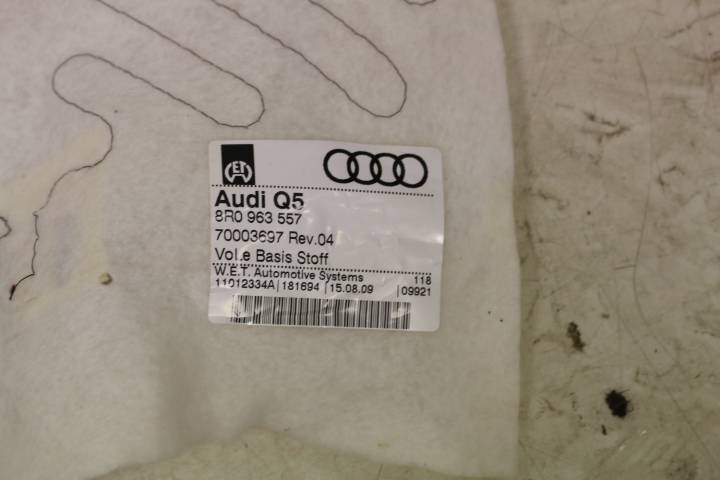 Audi Q5
8R0 963 557
70003697 Rev.04
Vol.e Basis Stoff
W.E.T. Automotive Systems 118
11012334A | 181694 | 15.08.09 | 09921